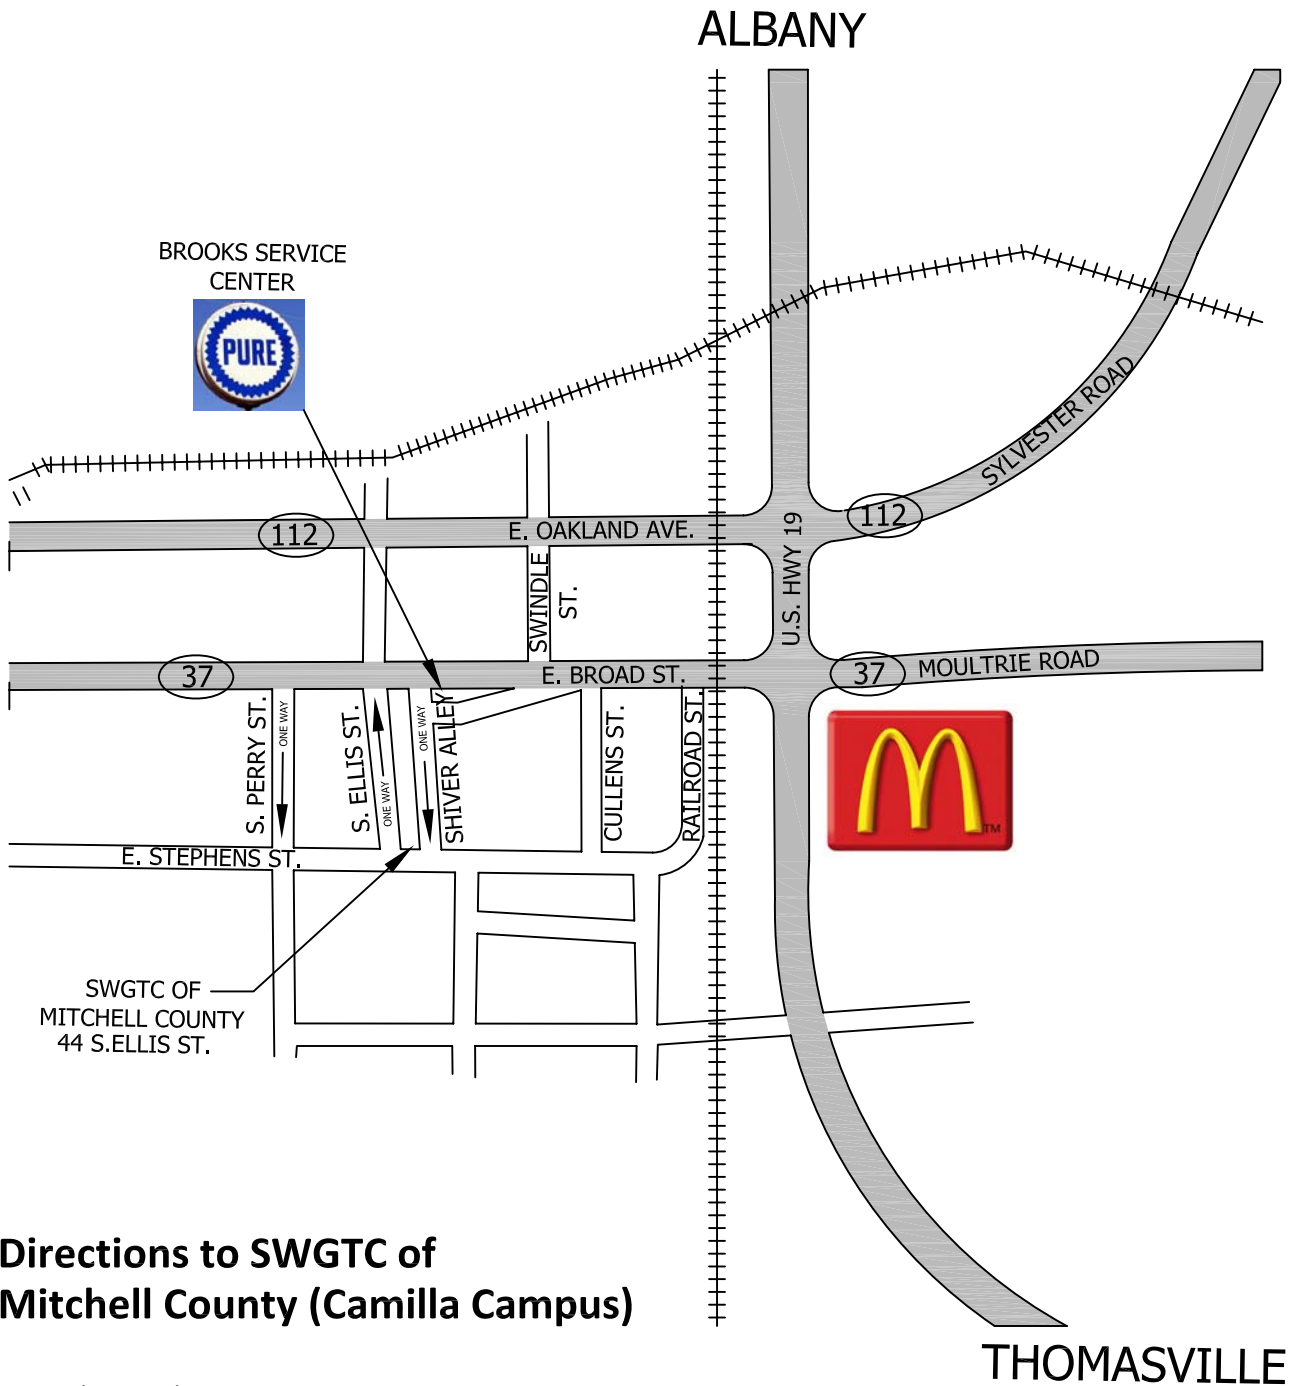 ALBANY
BROOKS SERVICE
CENTER
PURE
SYLVESTER ROAD
112
E. OAKLAND AVE.
112
U.S. HWY 19
SWINDLE
ST.
37
E. BROAD ST.
37
MOULTRIE ROAD
S. PERRY ST.
ONE WAY
S. ELLIS ST.
ONE WAY
ONE WAY
SHIVER ALLEY
CULLENS ST.
RAILROAD ST.
TM
E. STEPHENS ST.
SWGTC OF
MITCHELL COUNTY
44 S.ELLIS ST.
Directions to SWGTC of
Mitchell County (Camilla Campus)
THOMASVILLE